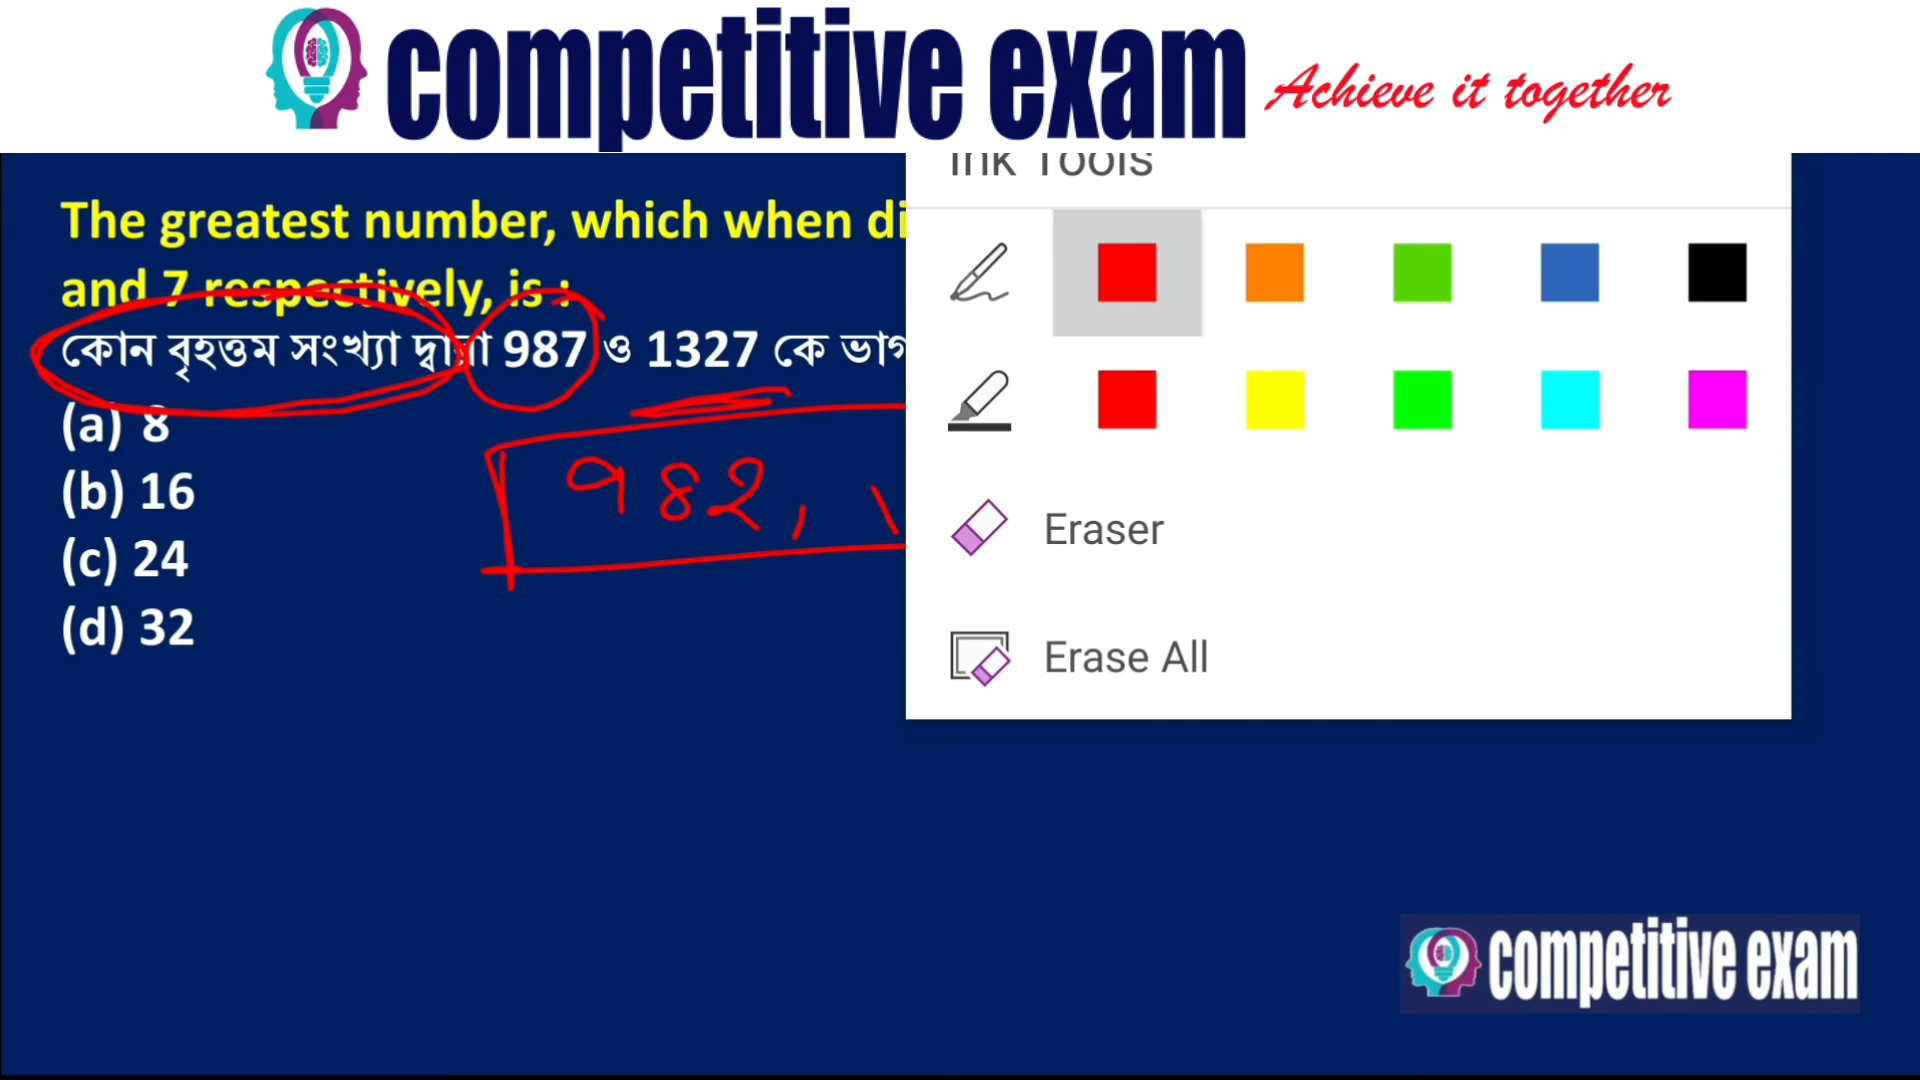 competitive exam Achieve it together
Ink Tools
The greatest number, which when di
and 7 respectively, is :
কোন বৃহত্তম সংখ্যা দ্বারা 987 ও 1327 কে ভাগ
(a) 8
(b) 16
(c) 24
(d) 32
982, 1
Eraser
Erase All
competitive exam